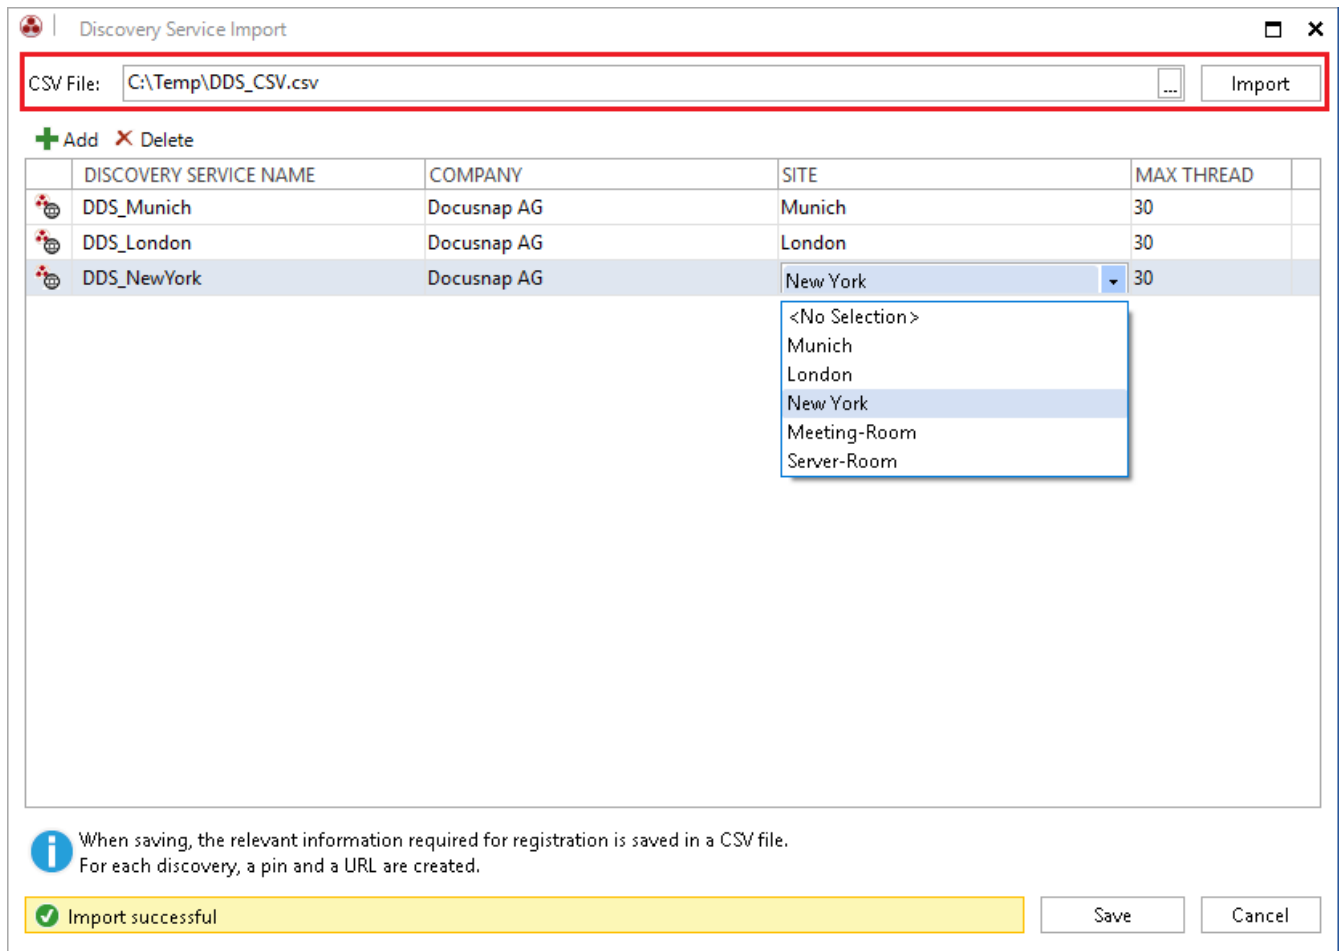 Discovery Service Import
CSV File: C:\Temp\DDS_CSV.csv ... Import
Add Delete
DISCOVERY SERVICE NAME COMPANY SITE MAX THREAD
DDS_Munich Docusnap AG Munich 30
DDS_London Docusnap AG London 30
DDS_NewYork Docusnap AG New York 30
<No Selection>
Munich
London
New York
Meeting-Room
Server-Room
When saving, the relevant information required for registration is saved in a CSV file.
For each discovery, a pin and a URL are created.
Import successful Save Cancel